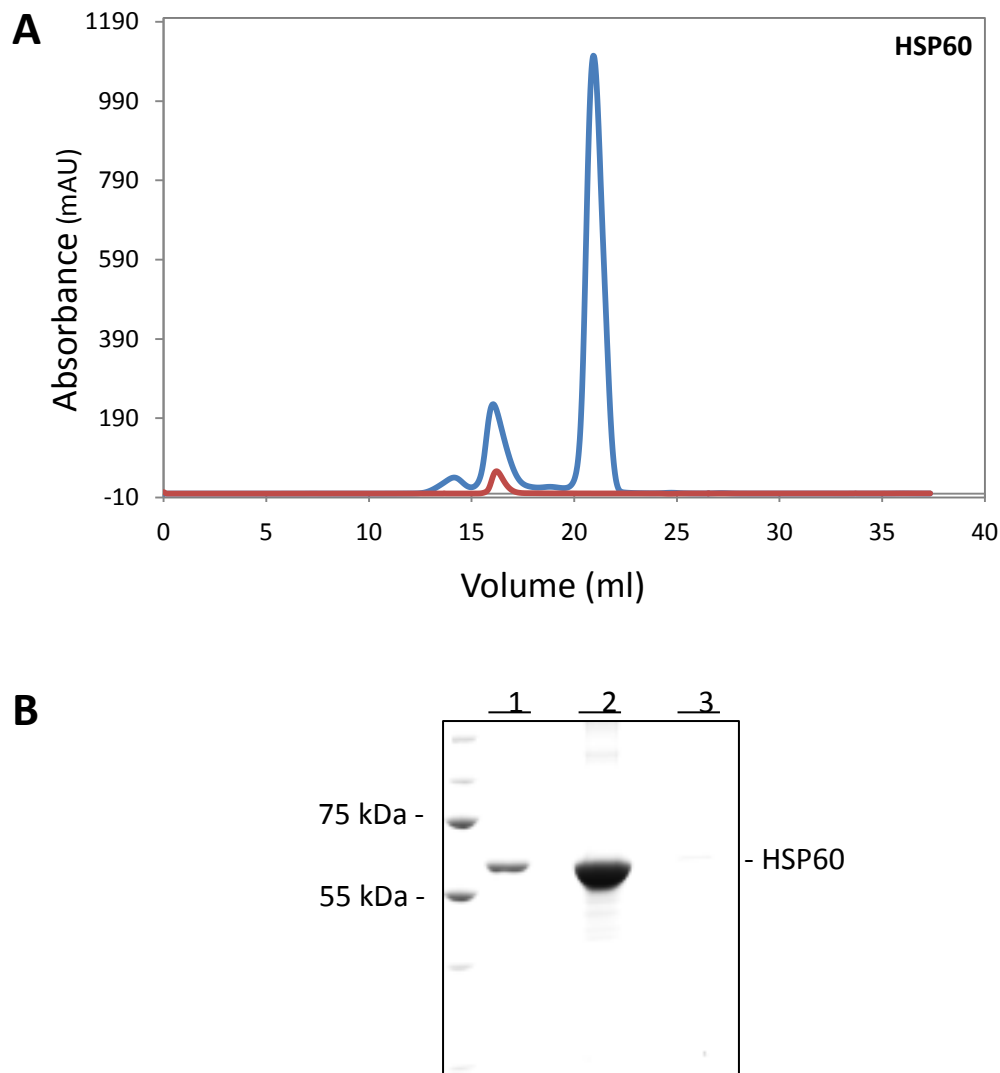 A
HSP60
Absorbance (mAU)
1190
990
790
590
390
190
-10
0 5 10 15 20 25 30 35 40
Volume (ml)
B
1 2 3
75 kDa -
- HSP60
55 kDa -